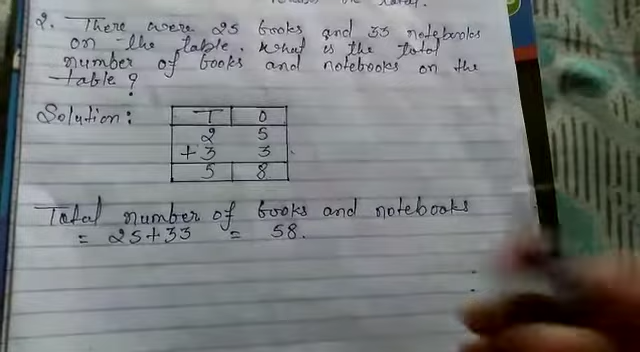 2. There were 25 books and 33 notebooks
on the table. What is the total
number of books and notebooks on the
table?
Solution:
T O
2 5
+ 3 3
5 8
Total number of books and notebooks
= 25+33 = 58.